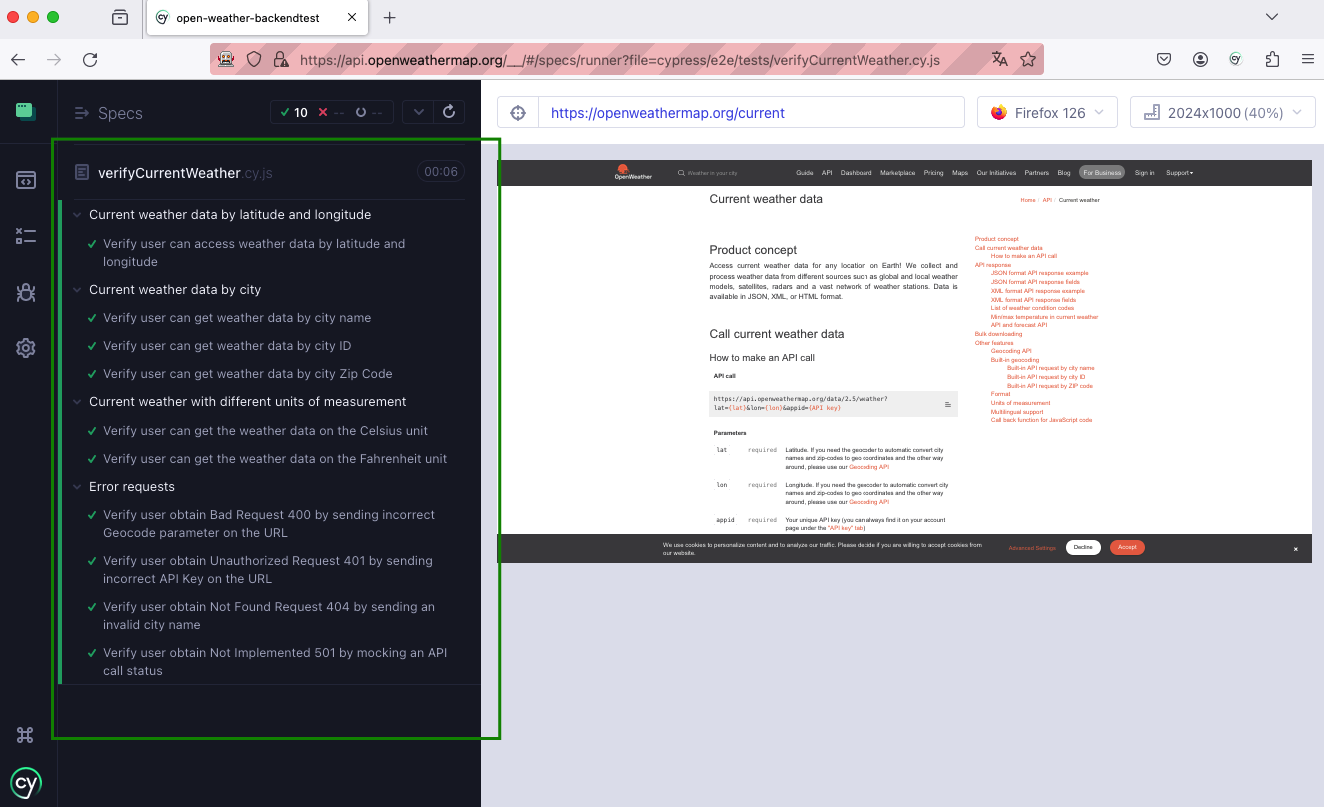 open-weather-backendtest
https://api.openweathermap.org/__/#/specs/runner?file=cypress/e2e/tests/verifyCurrentWeather.cy.js
Specs
10
--
--
https://openweathermap.org/current
Firefox 126
2024x1000 (40%)
verifyCurrentWeather.cy.js
00:06
Current weather data by latitude and longitude
Verify user can access weather data by latitude and
longitude
Current weather data by city
Verify user can get weather data by city name
Verify user can get weather data by city ID
Verify user can get weather data by city Zip Code
Current weather with different units of measurement
Verify user can get the weather data on the Celsius unit
Verify user can get the weather data on the Fahrenheit unit
Error requests
Verify user obtain Bad Request 400 by sending incorrect
Geocode parameter on the URL
Verify user obtain Unauthorized Request 401 by sending
incorrect API Key on the URL
Verify user obtain Not Found Request 404 by sending an
invalid city name
Verify user obtain Not Implemented 501 by mocking an API
call status
cy
OpenWeather
Weather in your city
Guide API Dashboard Marketplace Pricing Maps Our Initiatives Partners Blog For Business Sign in Support
Current weather data
Home / API / Current weather
Product concept
Access current weather data for any location on Earth! We collect and
process weather data from different sources such as global and local weather
models, satellites, radars and a vast network of weather stations. Data is
available in JSON, XML, or HTML format.
Call current weather data
How to make an API call
API call
https://api.openweathermap.org/data/2.5/weather?
lat={lat}&lon={lon}&appid={API key}
Parameters
lat required Latitude. If you need the geocoder to automatic convert city
names and zip-codes to geo coordinates and the other way
around, please use our Geocoding API
lon required Longitude. If you need the geocoder to automatic convert city
names and zip-codes to geo coordinates and the other way
around, please use our Geocoding API
appid required Your unique API key (you can always find it on your account
page under the "API key" tab)
Product concept
Call current weather data
How to make an API call
API response
JSON format API response example
JSON format API response fields
XML format API response example
XML format API response fields
List of weather condition codes
Min/max temperature in current weather
API and forecast API
Bulk downloading
Other features
Geocoding API
Built-in geocoding
Built-in API request by city name
Built-in API request by city ID
Built-in API request by ZIP code
Format
Units of measurement
Multilingual support
Call back function for JavaScript code
We use cookies to personalize content and to analyze our traffic. Please decide if you are willing to accept cookies from
our website.
Advanced Settings
Decline
Accept